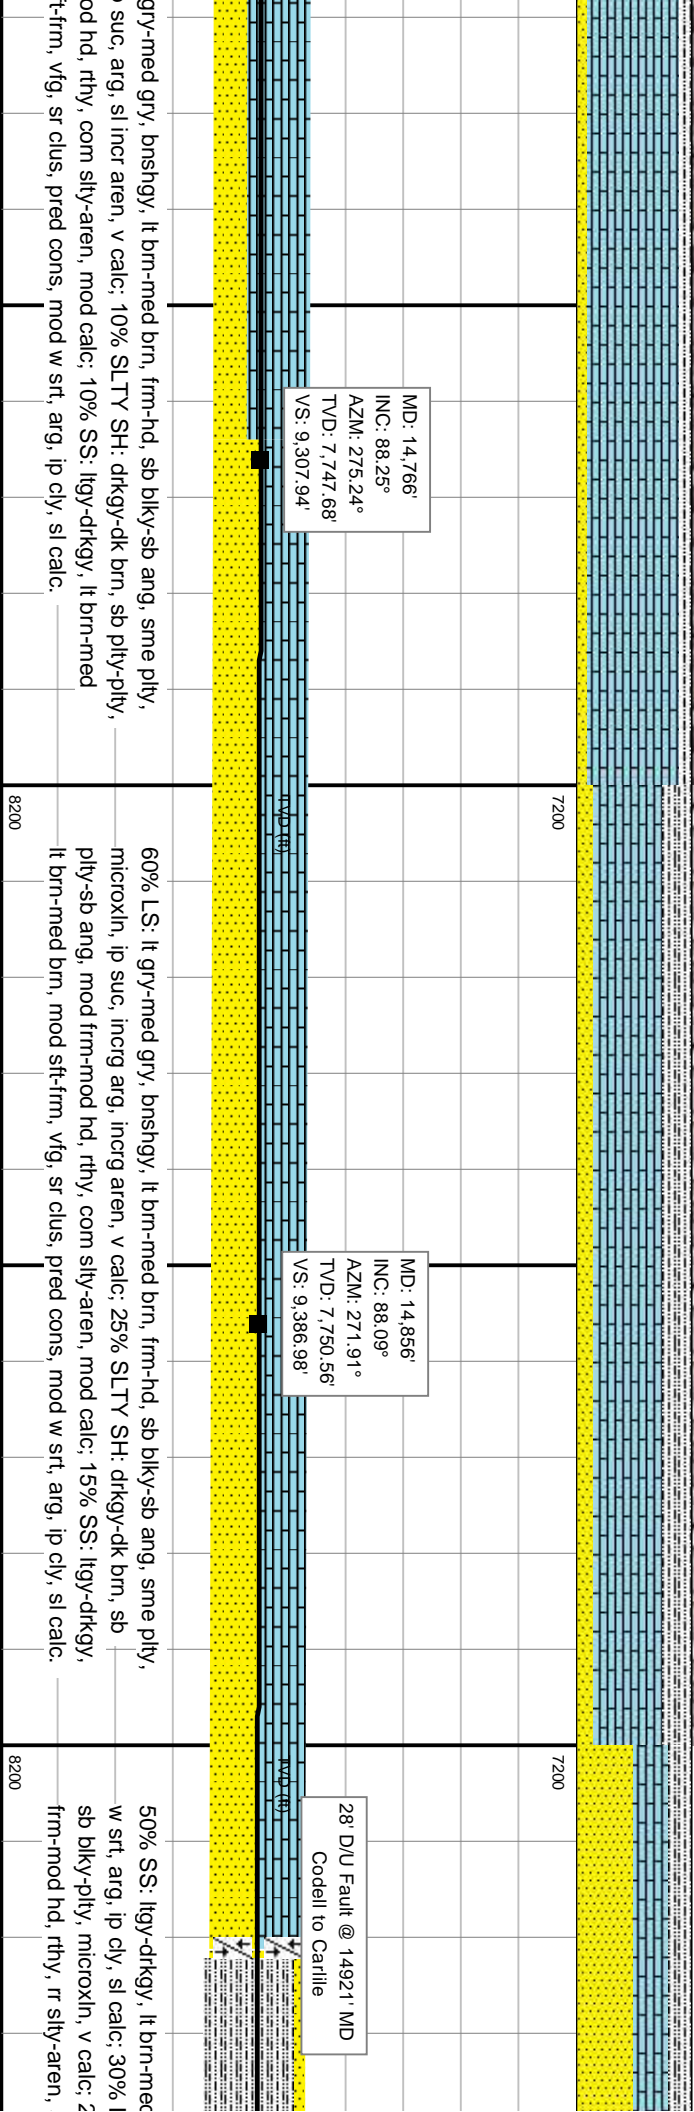 MD: 14,766'
INC: 88.25°
AZM: 275.24°
TVD: 7,747.68'
VS: 9,307.94'
gry-med gry, bnshgy, lt brn-med brn, frm-hd, sb blky-sb ang, sme plty,
suc, arg, sl incr aren, v calc; 10% SLTY SH: drkgy-dk brn, sb plty-plty,
hd, rthy, com slty-aren, mod calc; 10% SS: ltgy-drkgy, lt brn-med
vfg, sr clus, pred cons, mod w srt, arg, ip cly, sl calc.
7200
TVD (ft)
8200
MD: 14,856'
INC: 88.09°
AZM: 271.91°
TVD: 7,750.56'
VS: 9,386.98'
60% LS: lt gry-med gry, bnshgy, lt brn-med brn, frm-hd, sb blky-sb ang, sme plty,
microxln, ip suc, incrg arg, incrg aren, v calc; 25% SLTY SH: drkgy-dk brn, sb
plty-sb ang, mod frm-mod hd, rthy, com slty-aren, mod calc; 15% SS: ltgy-drkgy,
lt brn-med brn, mod sft-frm, vfg, sr clus, pred cons, mod w srt, arg, ip cly, sl calc.
7200
TVD (ft)
8200
28' D/U Fault @ 14921' MD
Codell to Carlile
50% SS: ltgy-drkgy, lt brn-med
w srt, arg, ip cly, sl calc; 30%
sb blky-plty, microxln, v calc;
frm-mod hd, rthy, rr slty-aren,